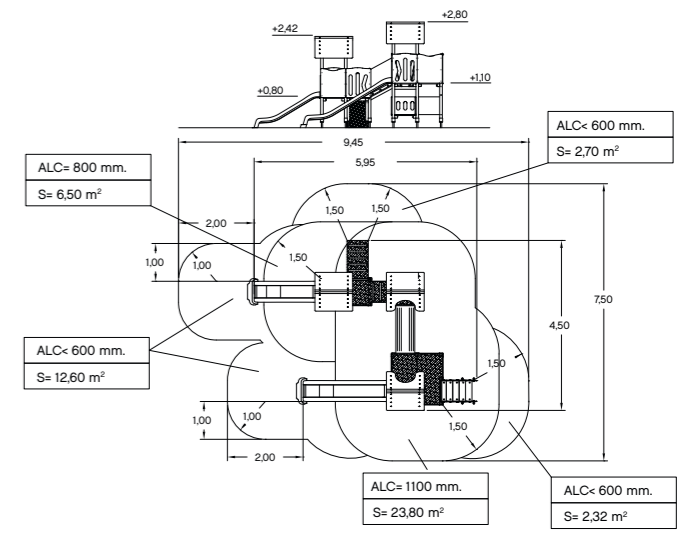 +2,80
+2,42
+1,10
+0,80
ALC< 600 mm.
S= 2,70 m²
9,45
ALC= 800 mm.
S= 6,50 m²
5,95
2,00
1,50
1,50
1,00
1,00
1,50
7,50
4,50
ALC< 600 mm.
S= 12,60 m²
1,50
1,00
1,00
1,50
2,00
ALC= 1100 mm.
S= 23,80 m²
ALC< 600 mm.
S= 2,32 m²